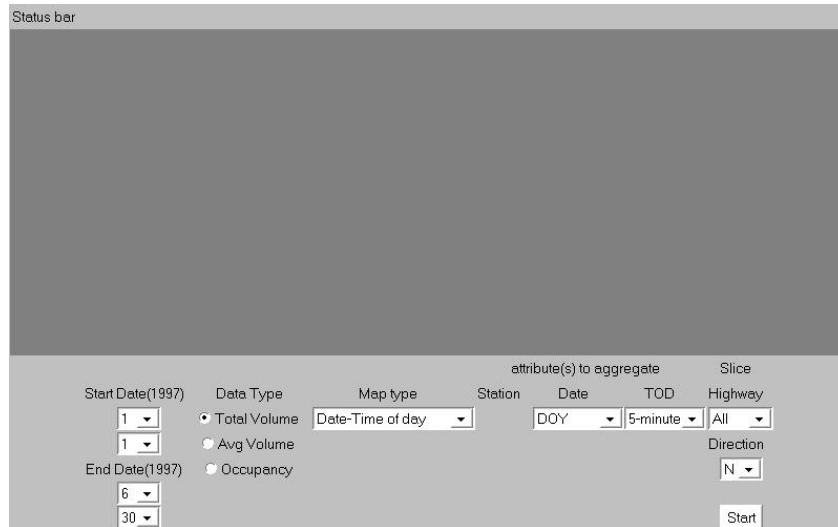 Status bar
attribute(s) to aggregate Slice
Start Date(1997) Data Type Map type Station Date TOD Highway
1 Total Volume Date-Time of day DOY 5-minute All
1 Avg Volume Direction
End Date(1997) Occupancy N
6
30 Start